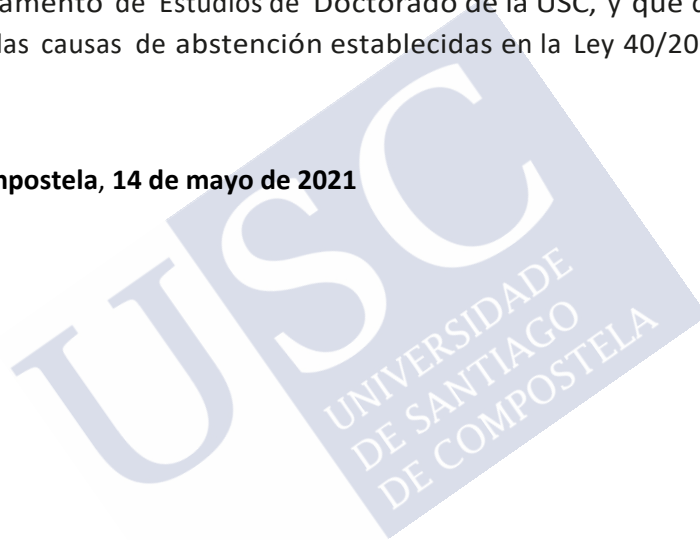 amento de Estudios de Doctorado de la USC, y que
las causas de abstención establecidas en la Ley 40/20
mpostela, 14 de mayo de 2021
USC
UNIVERSIDADE
DE SANTIAGO
DE COMPOSTELA